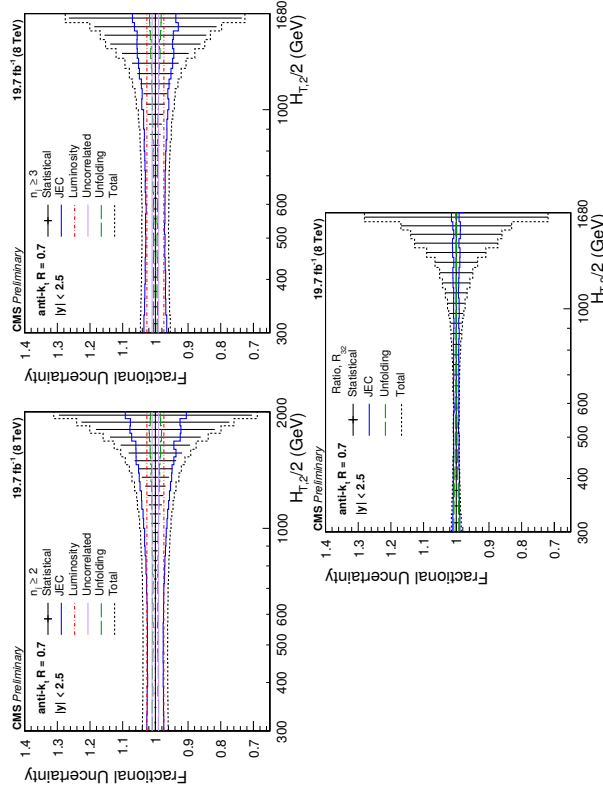 CMS Preliminary 19.7 fb⁻¹ (8 TeV)
anti-kₜ R = 0.7
|y| < 2.5
nⱼ ≥ 2
Statistical
JEC
Luminosity
Uncorrelated
Unfolding
Total
Fractional Uncertainty
1.4
1.3
1.2
1.1
1
0.9
0.8
0.7
300 400 500 600 1000 2000
H_T,2/2 (GeV)
CMS Preliminary 19.7 fb⁻¹ (8 TeV)
anti-kₜ R = 0.7
|y| < 2.5
nⱼ ≥ 3
Statistical
JEC
Luminosity
Uncorrelated
Unfolding
Total
Fractional Uncertainty
1.4
1.3
1.2
1.1
1
0.9
0.8
0.7
300 400 500 600 1000 1680
H_T,2/2 (GeV)
CMS Preliminary 19.7 fb⁻¹ (8 TeV)
anti-kₜ R = 0.7
|y| < 2.5
Ratio, R₃₂
Statistical
JEC
Unfolding
Total
Fractional Uncertainty
1.4
1.3
1.2
1.1
1
0.9
0.8
0.7
300 400 500 600 1000 1680
H_T,2/2 (GeV)